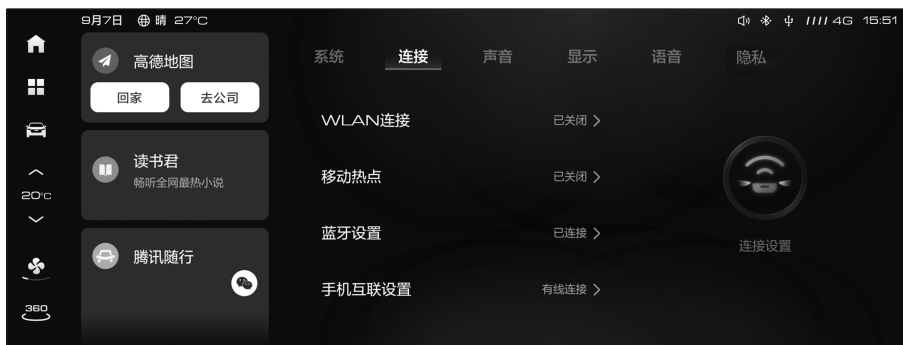 9月7日 晴 27°C
4G 15:51
20°C
360
高德地图
回家 去公司
读书君
畅听全网最热小说
腾讯随行
系统 连接 声音 显示 语音 隐私
WLAN连接 已关闭
移动热点 已关闭
蓝牙设置 已连接
手机互联设置 有线连接
连接设置